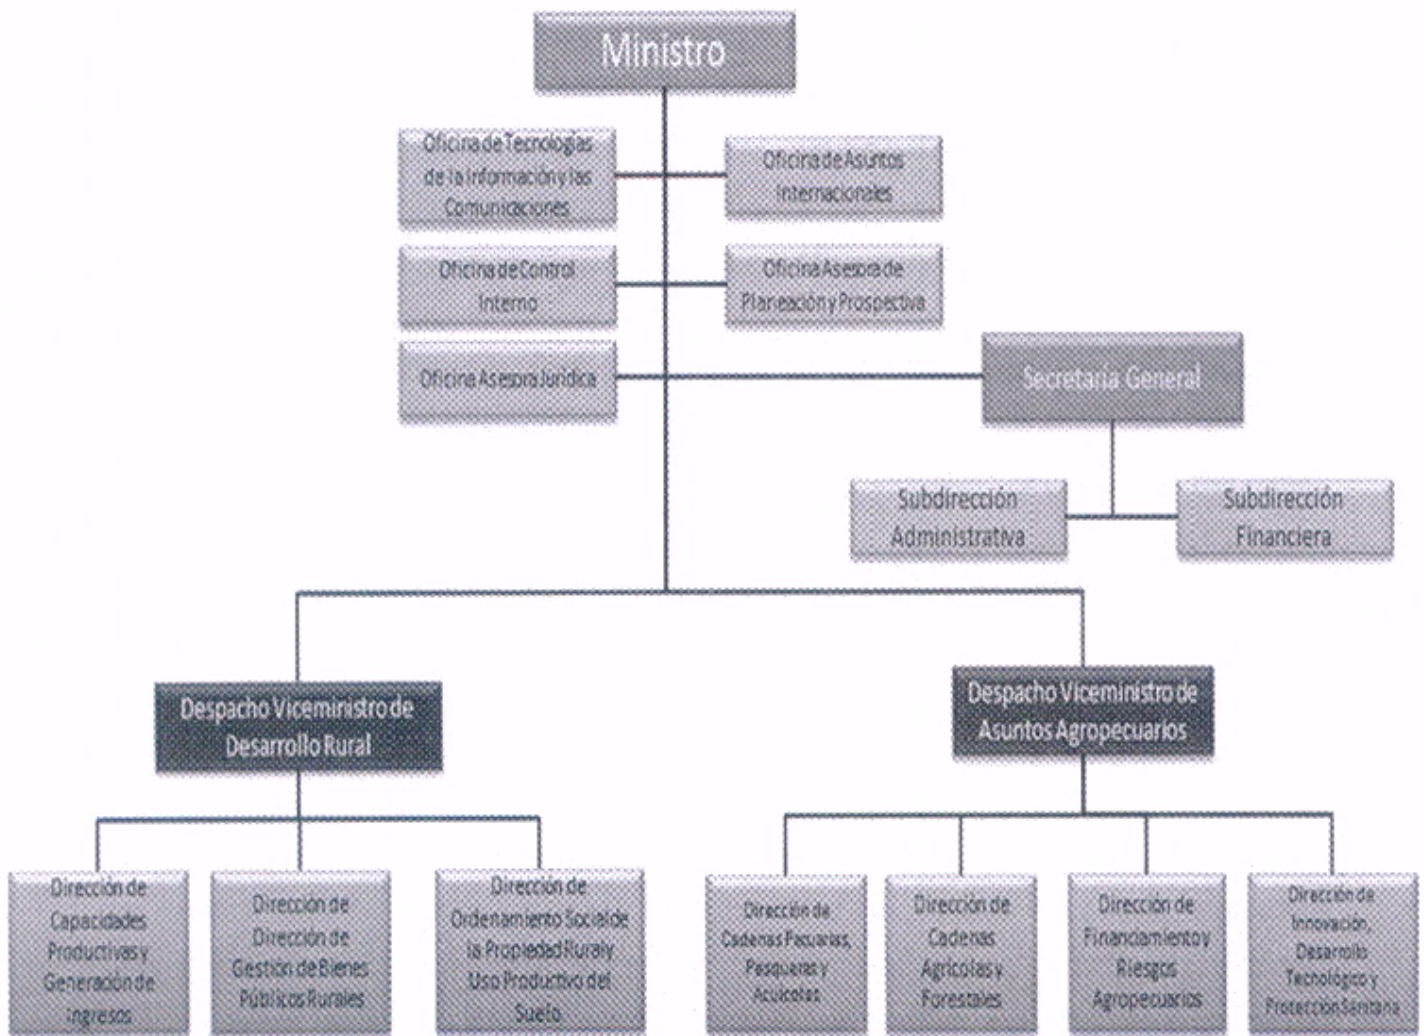 Ministro
Oficina de Tecnologías
de la Información y las
Comunicaciones
Oficina de Asuntos
Internacionales
Oficina de Control
Interno
Oficina Asesora de
Planeación y Prospectiva
Oficina Asesora Jurídica
Secretaría General
Subdirección
Administrativa
Subdirección
Financiera
Despacho Viceministro de
Desarrollo Rural
Despacho Viceministro de
Asuntos Agropecuarios
Dirección de
Capacidades
Productivas y
Generación de
Ingresos
Dirección de
Dirección de
Gestión de Bienes
Públicos Rurales
Dirección de
Ordenamiento Social de
la Propiedad Rural y
Uso Productivo del
Suelo
Dirección de
Cadenas Pecuarias,
Pesqueras y
Acuícolas
Dirección de
Cadenas
Agrícolas y
Forestales
Dirección de
Financiamiento y
Riesgos
Agropecuarios
Dirección de
Innovación,
Desarrollo
Tecnológico y
Protección Sanitaria